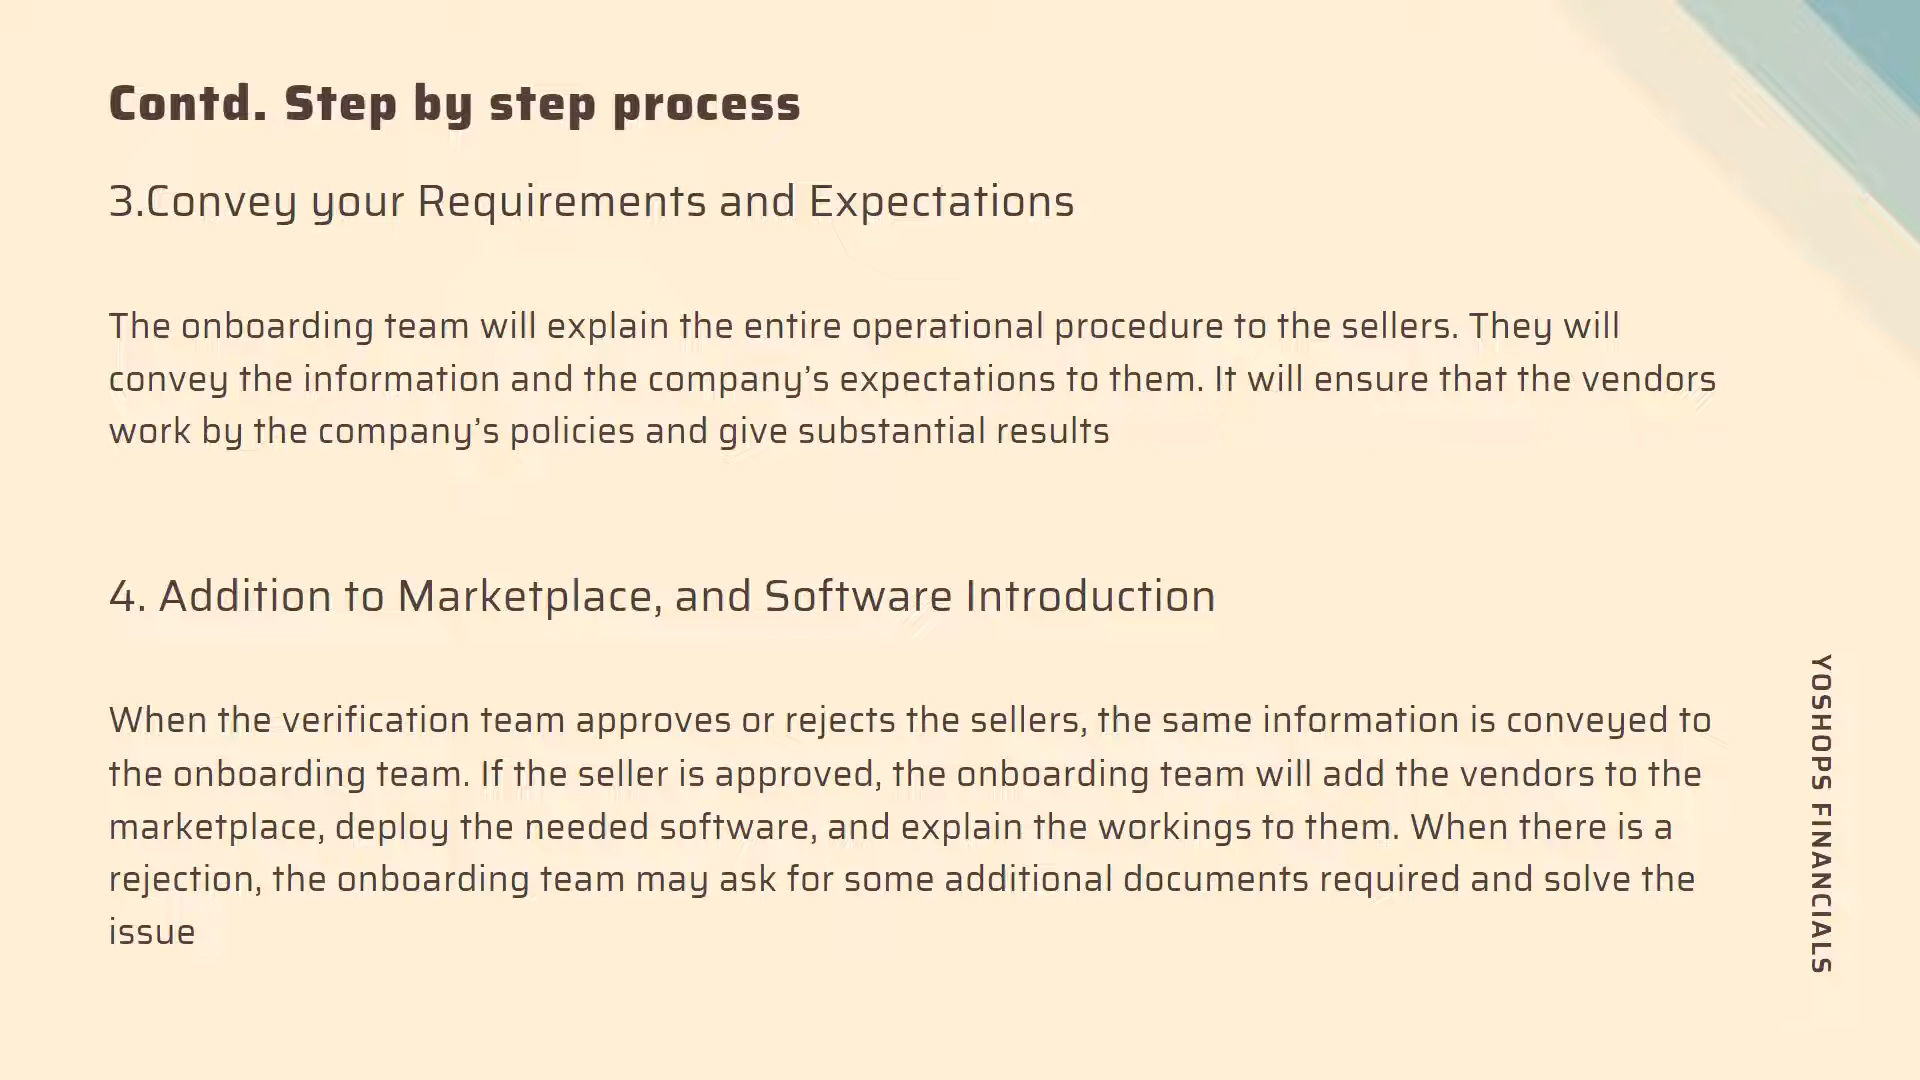 Contd. Step by step process
3.Convey your Requirements and Expectations
The onboarding team will explain the entire operational procedure to the sellers. They will
convey the information and the company’s expectations to them. It will ensure that the vendors
work by the company’s policies and give substantial results
4. Addition to Marketplace, and Software Introduction
When the verification team approves or rejects the sellers, the same information is conveyed to
the onboarding team. If the seller is approved, the onboarding team will add the vendors to the
marketplace, deploy the needed software, and explain the workings to them. When there is a
rejection, the onboarding team may ask for some additional documents required and solve the
issue
YOSHOPS FINANCIALS